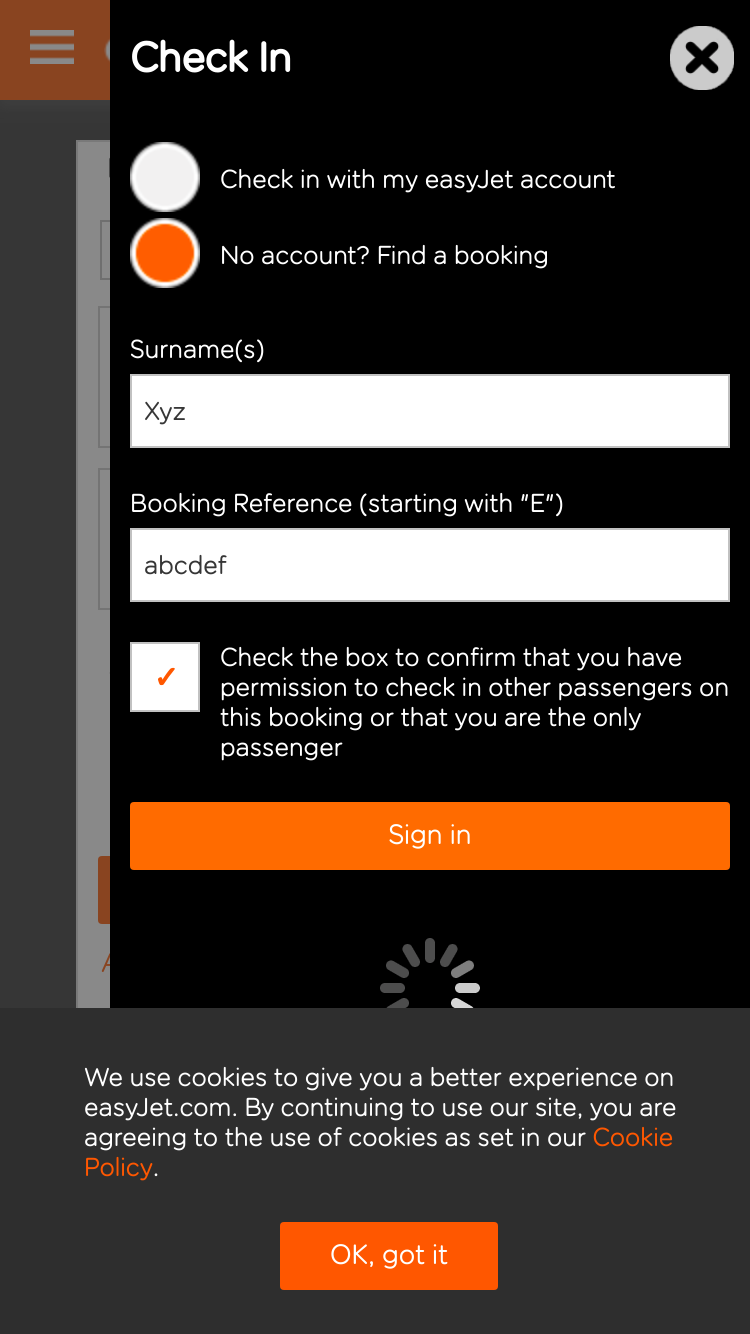 Check In
Check in with my easyJet account
No account? Find a booking
Surname(s)
Xyz
Booking Reference (starting with "E")
abcdef
Check the box to confirm that you have
permission to check in other passengers on
this booking or that you are the only
passenger
Sign in
We use cookies to give you a better experience on
easyJet.com. By continuing to use our site, you are
agreeing to the use of cookies as set in our Cookie
Policy.
OK, got it